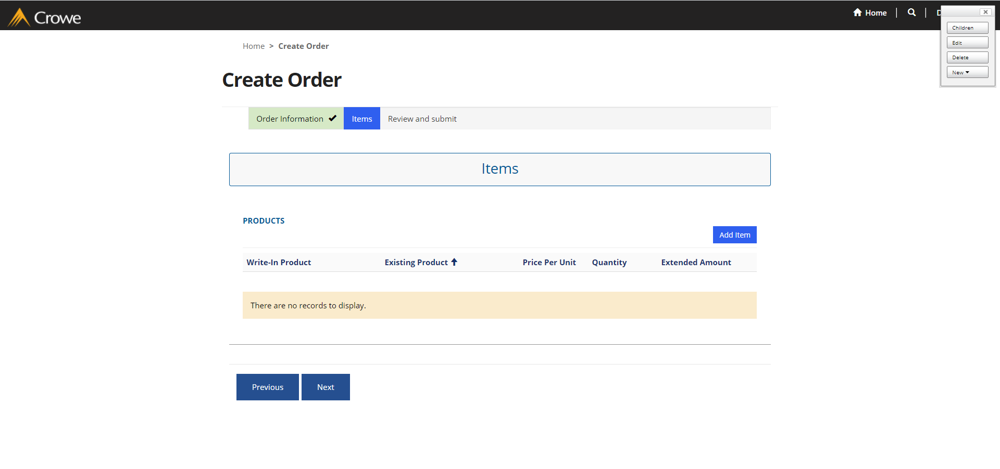 Crowe
Home
D
Children
Edit
Delete
New
Home > Create Order
Create Order
Order Information
Items
Review and submit
Items
PRODUCTS
Add Item
Write-In Product Existing Product Price Per Unit Quantity Extended Amount
There are no records to display.
Previous
Next